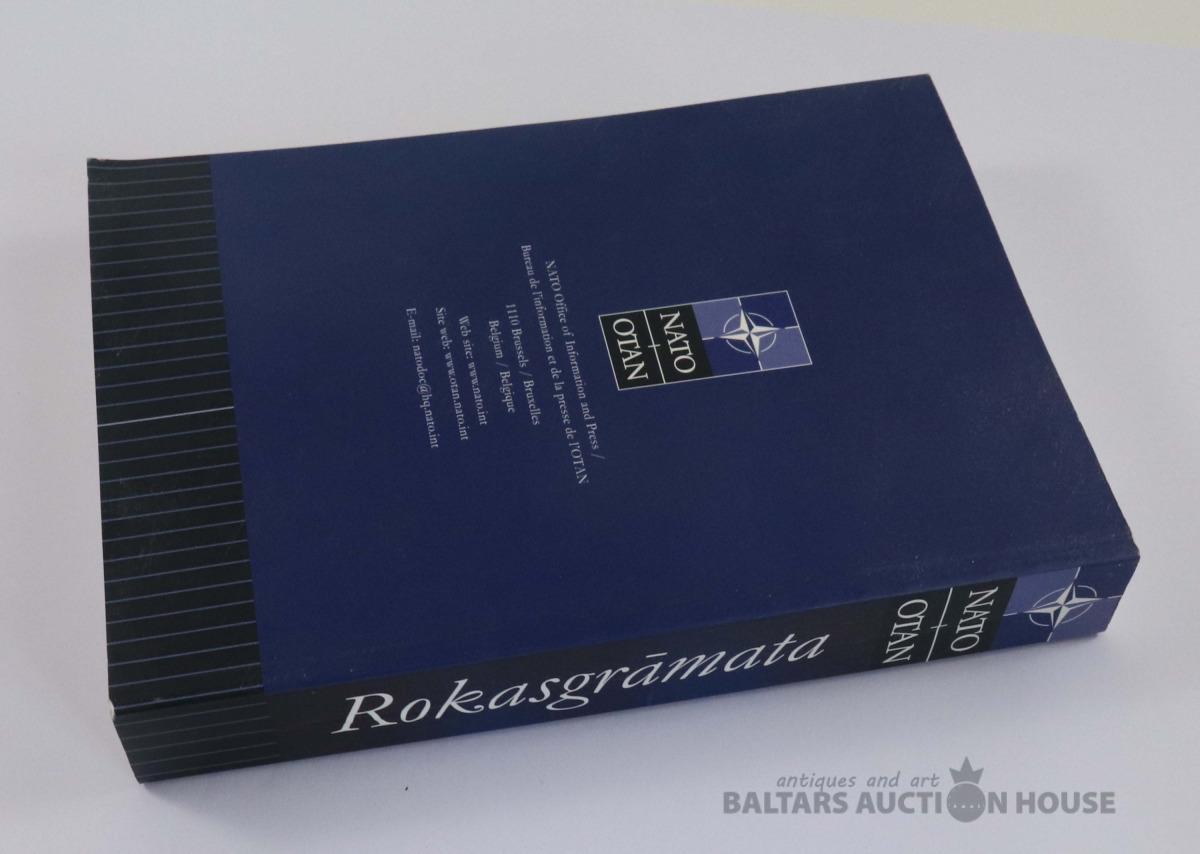 NATO
OTAN
NATO Office of Information and Press /
Bureau de l'information et de la presse de l'OTAN
1110 Brussels / Bruxelles
Belgium / Belgique
Web site: www.nato.int
Site web: www.otan.nato.int
E-mail: natodoc@hq.nato.int
Rokasgrāmata
NATO
OTAN
antiques and art
BALTARS AUCTION HOUSE